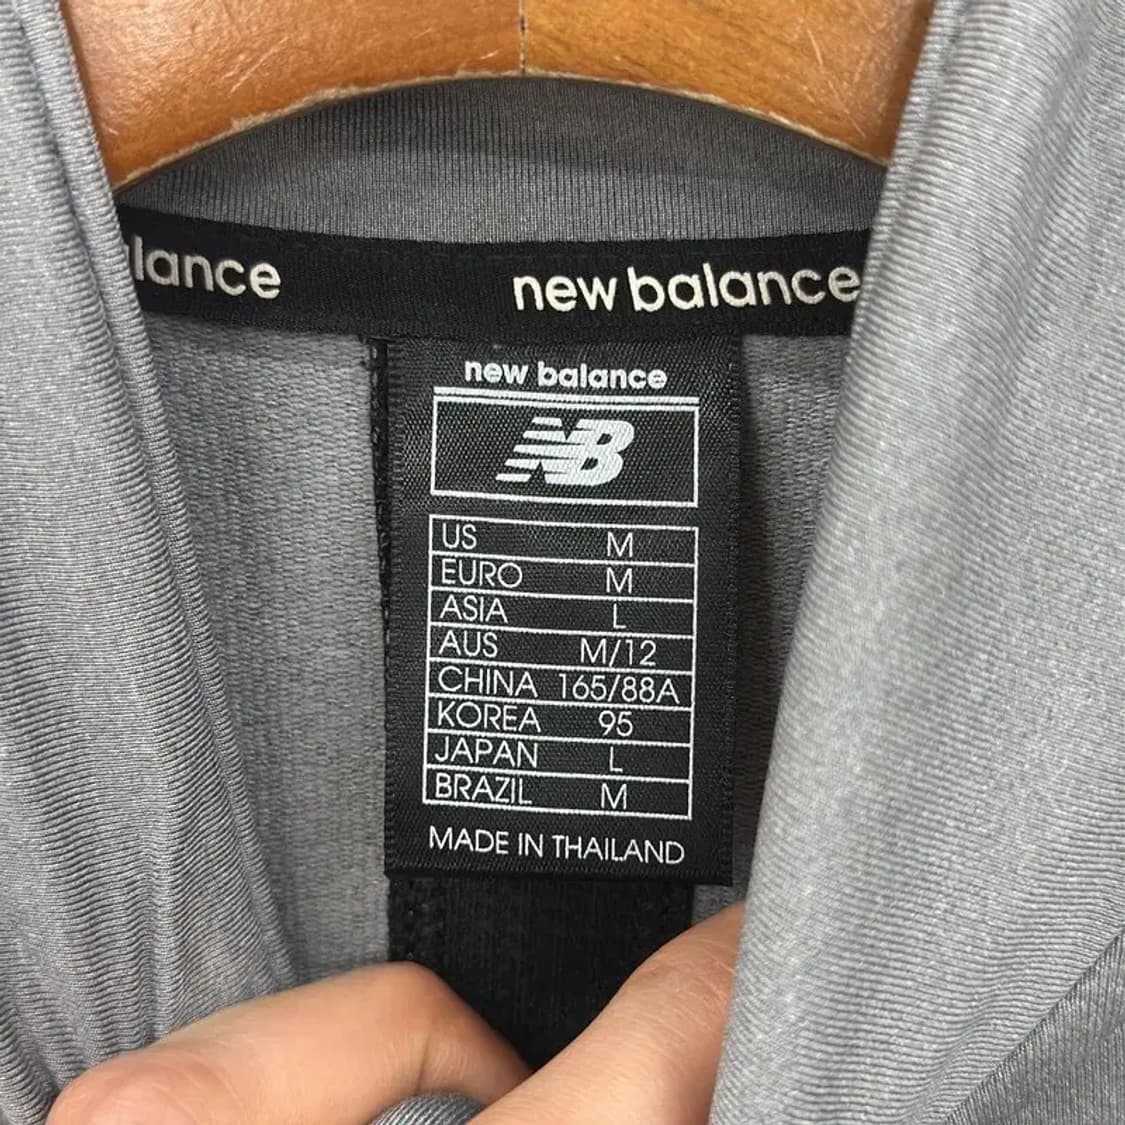 lance new balance
new balance
NB
US M
EURO M
ASIA L
AUS M/12
CHINA 165/88A
KOREA 95
JAPAN L
BRAZIL M
MADE IN THAILAND